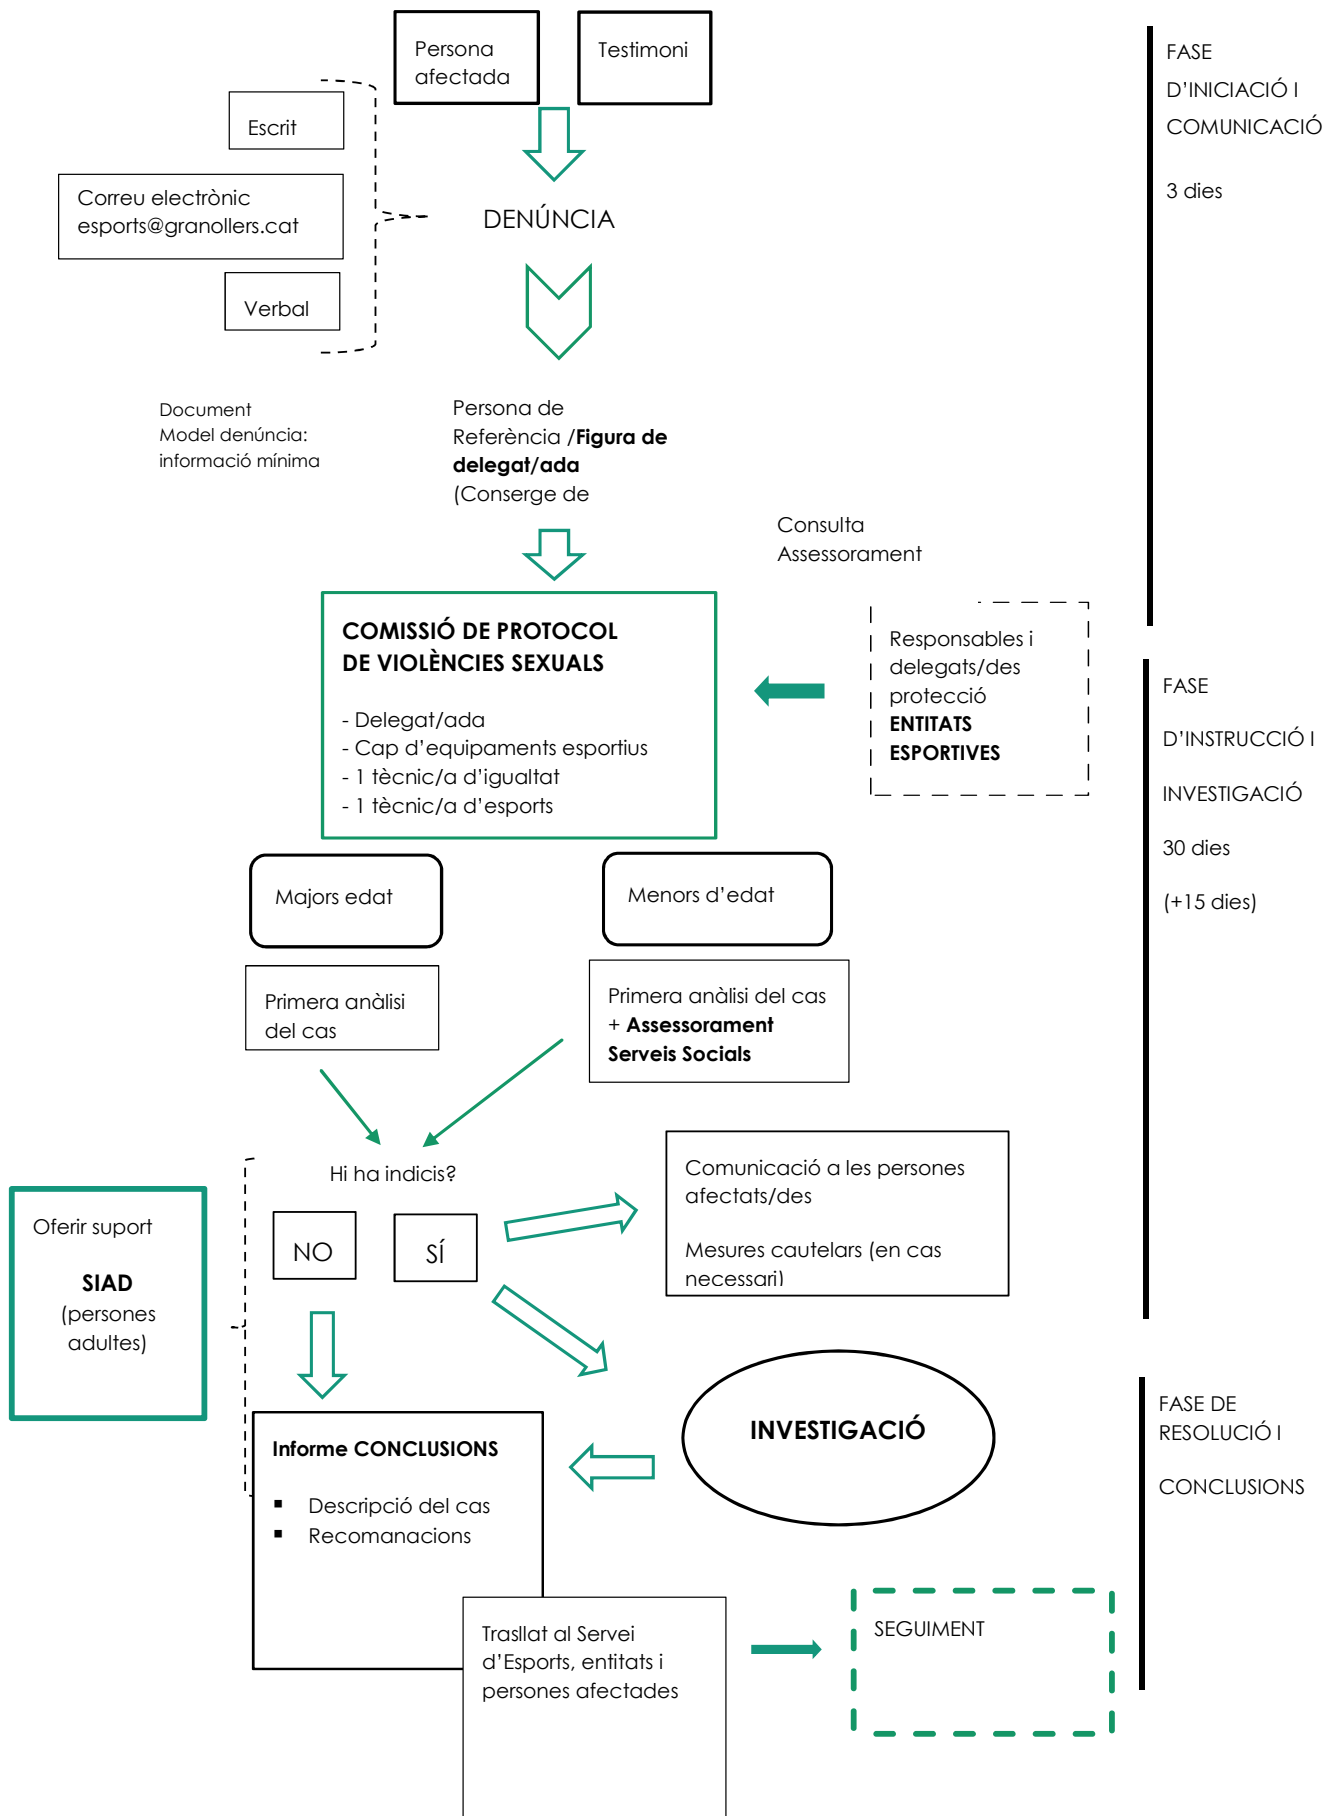 Persona
afectada
Testimoni
FASE
D'INICIACIÓ I
COMUNICACIÓ
3 dies
Escrit
Correu electrònic
esports@granollers.cat
Verbal
DENÚNCIA
Document
Model denúncia:
informació mínima
Persona de
Referència /Figura de
delegat/ada
(Conserge de
Consulta
Assessorament
COMISSIÓ DE PROTOCOL
DE VIOLÈNCIES SEXUALS
- Delegat/ada
- Cap d'equipaments esportius
- 1 tècnic/a d'igualtat
- 1 tècnic/a d'esports
Responsables i
delegats/des
protecció
ENTITATS
ESPORTIVES
FASE
D'INSTRUCCIÓ I
INVESTIGACIÓ
30 dies
(+15 dies)
Majors edat
Menors d'edat
Primera anàlisi
del cas
Primera anàlisi del cas
+ Assessorament
Serveis Socials
Hi ha indicis?
NO
SÍ
Comunicació a les persones
afectats/des
Mesures cautelars (en cas
necessari)
Oferir suport
SIAD
(persones
adultes)
INVESTIGACIÓ
FASE DE
RESOLUCIÓ I
CONCLUSIONS
Informe CONCLUSIONS
▪ Descripció del cas
▪ Recomanacions
Trasllat al Servei
d'Esports, entitats i
persones afectades
SEGUIMENT